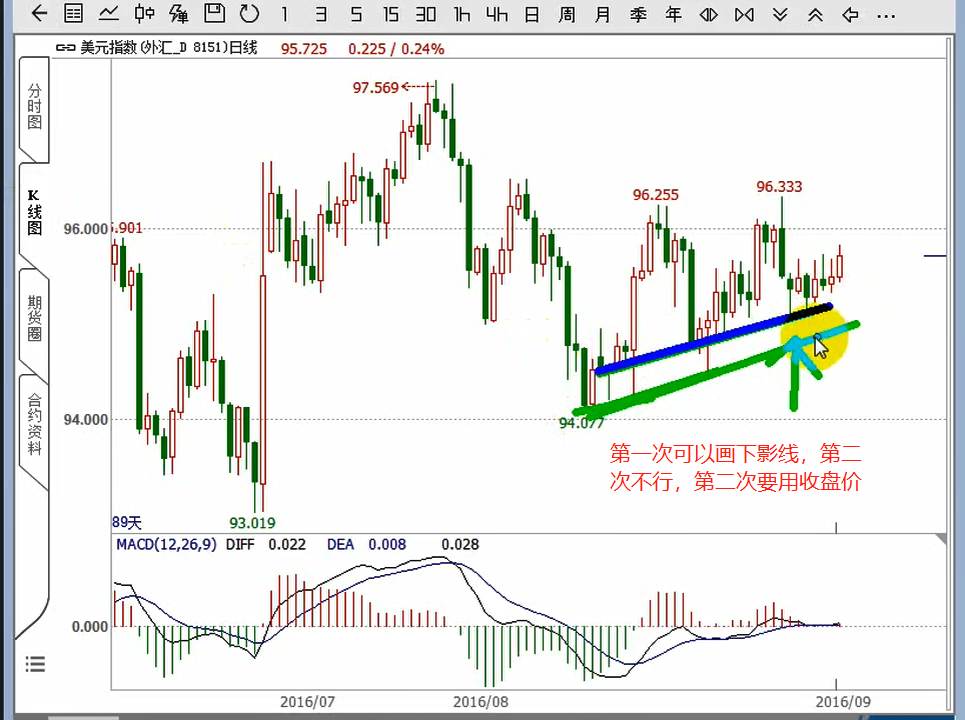 1 3 5 15 30 1h 4h 日 周 月 季 年 ...
美元指数(外汇_D 8151)日线 95.725 0.225 / 0.24%
分时图
K线图
期货圈
合约资料
97.569
96.255
96.333
96.000
5.901
94.000
94.077
第一次可以画下影线，第二
次不行，第二次要用收盘价
89天
93.019
MACD(12,26,9) DIFF 0.022 DEA 0.008 0.028
0.000
2016/07 2016/08 2016/09